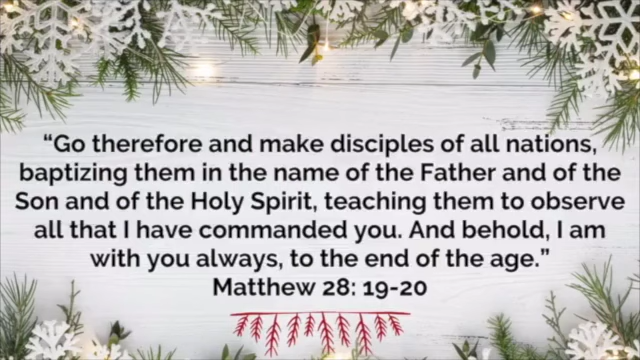 “Go therefore and make disciples of all nations,
baptizing them in the name of the Father and of the
Son and of the Holy Spirit, teaching them to observe
all that I have commanded you. And behold, I am
with you always, to the end of the age.”
Matthew 28: 19-20